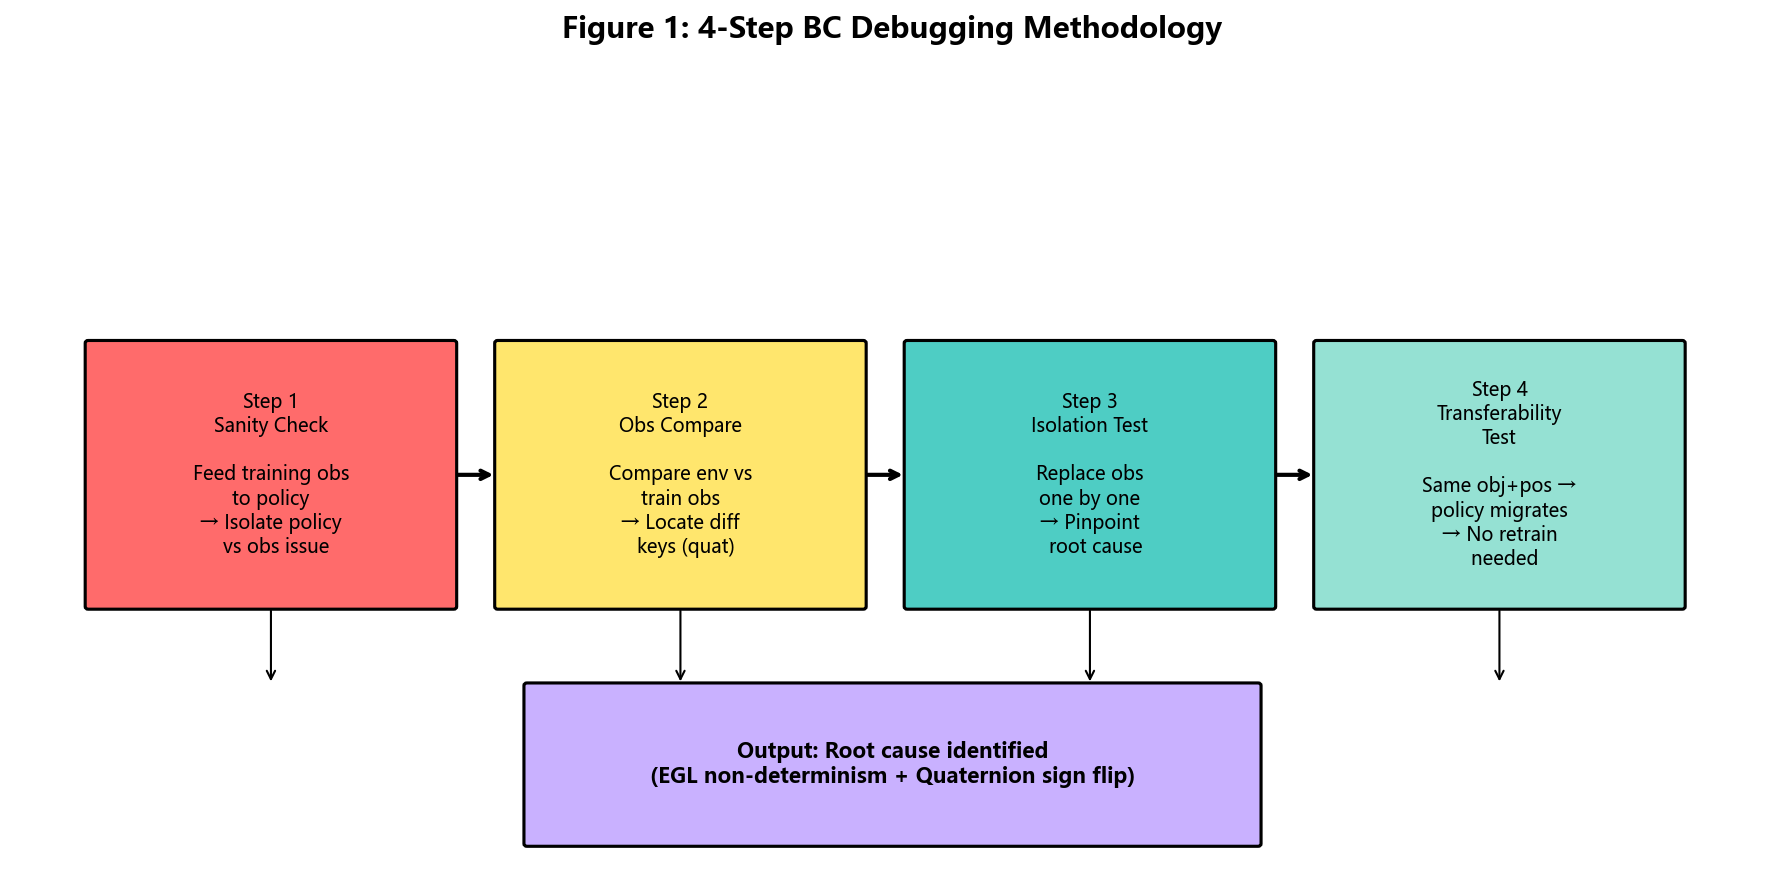 Figure 1: 4-Step BC Debugging Methodology
Step 1
Sanity Check
Feed training obs
to policy
→ Isolate policy
vs obs issue
Step 2
Obs Compare
Compare env vs
train obs
→ Locate diff
keys (quat)
Step 3
Isolation Test
Replace obs
one by one
→ Pinpoint
root cause
Step 4
Transferability
Test
Same obj+pos →
policy migrates
→ No retrain
needed
Output: Root cause identified
(EGL non-determinism + Quaternion sign flip)